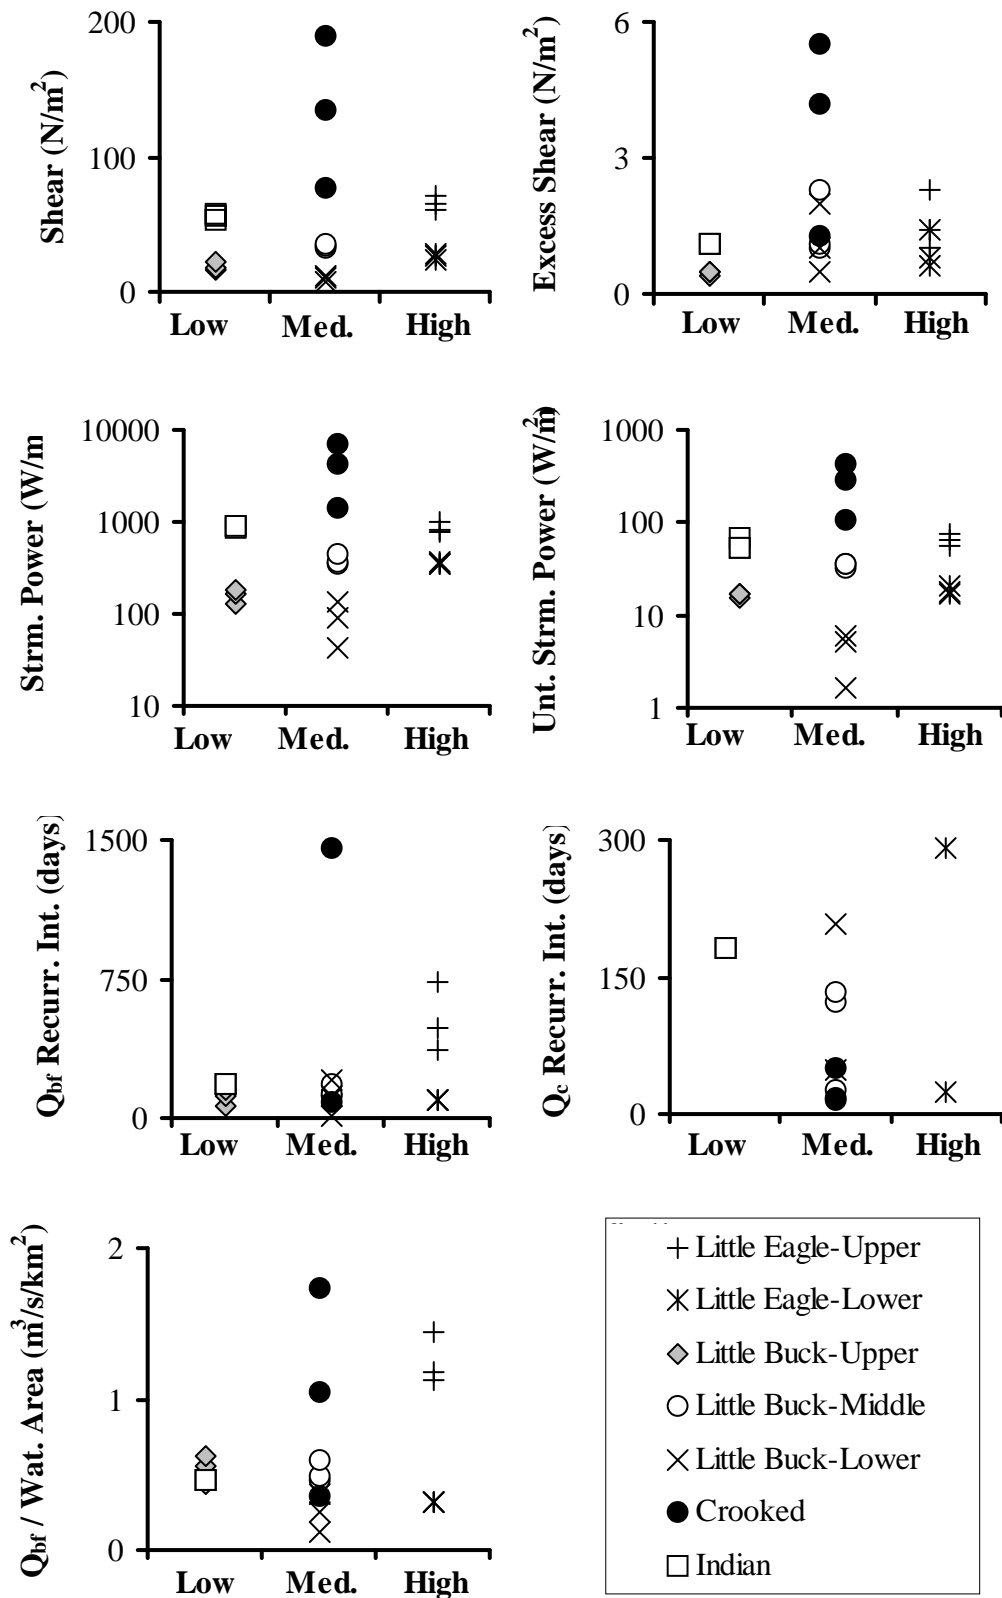 Shear (N/m²)
200
100
0
Low Med. High
Excess Shear (N/m²)
6
3
0
Low Med. High
Strm. Power (W/m
10000
1000
100
10
Low Med. High
Unt. Strm. Power (W/m²)
1000
100
10
1
Low Med. High
Qbf Recurr. Int. (days)
1500
750
0
Low Med. High
Qc Recurr. Int. (days)
300
150
0
Low Med. High
Qbf / Wat. Area (m³/s/km²)
2
1
0
Low Med. High
Little Eagle-Upper
Little Eagle-Lower
Little Buck-Upper
Little Buck-Middle
Little Buck-Lower
Crooked
Indian